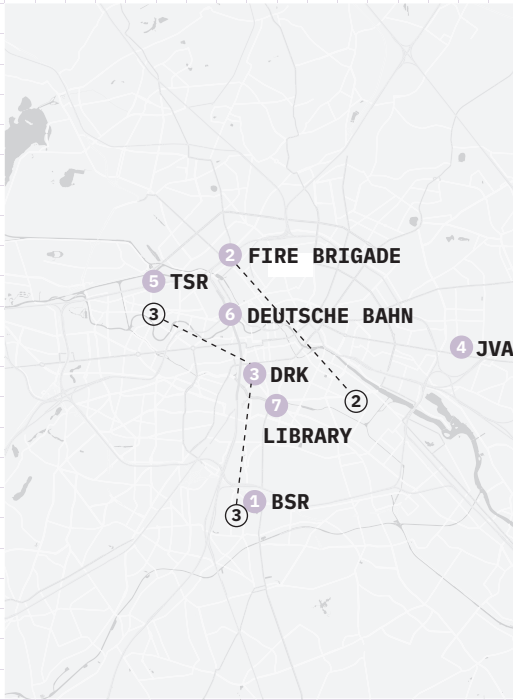 2 FIRE BRIGADE
5 TSR
3
6 DEUTSCHE BAHN
4 JVA
3 DRK
2
7
LIBRARY
1 BSR
3